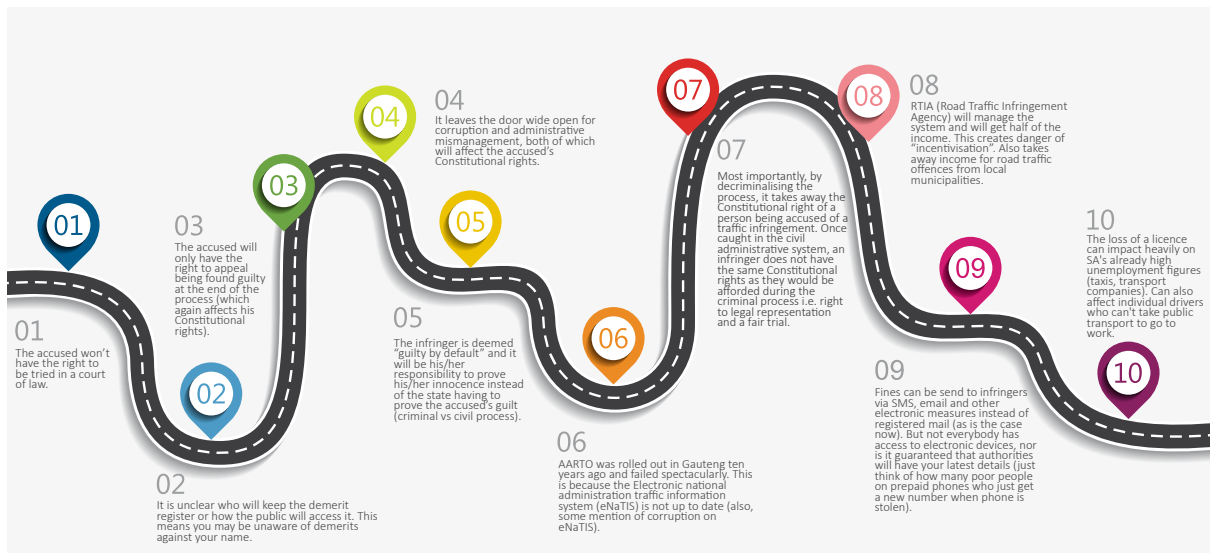 01
The accused won't
have the right to
be tried in a court
of law.
01
02
It is unclear who will keep the demerit
register or how the public will access it. This
means you may be unaware of demerits
against your name.
02
03
The accused will
only have the
right to appeal
being found guilty
at the end of the
process (which
again affects his
Constitutional
rights).
03
04
It leaves the door wide open for
corruption and administrative
mismanagement, both of which
will affect the accused's
Constitutional rights.
04
05
The infringer is deemed
"guilty by default" and it
will be his/her
responsibility to prove
his/her innocence instead
of the state having to
prove the accused's guilt
(criminal vs civil process).
05
06
AARTO was rolled out in Gauteng ten
years ago and failed spectacularly. This
is because the Electronic national
administration traffic information
system (eNaTIS) is not up to date (also,
some mention of corruption on
eNaTIS).
06
07
Most importantly, by
decriminalising the
process, it takes away the
Constitutional right of a
person being accused of a
traffic infringement. Once
caught in the civil
administrative system, an
infringer does not have
the same Constitutional
rights as they would be
afforded during the
criminal process i.e. right
to legal representation
and a fair trial.
07
08
RTIA (Road Traffic Infringement
Agency) will manage the
system and will get half of the
income. This creates danger of
"incentivisation". Also takes
away income for road traffic
offences from local
municipalities.
08
09
Fines can be send to infringers
via SMS, email and other
electronic measures instead of
registered mail (as is the case
now). But not everybody has
access to electronic devices, nor
is it guaranteed that authorities
will have your latest details (just
think of how many poor people
on prepaid phones who just get
a new number when phone is
stolen).
09
10
The loss of a licence
can impact heavily on
SA's already high
unemployment figures
(taxis, transport
companies). Can also
affect individual drivers
who can't take public
transport to go to
work.
10